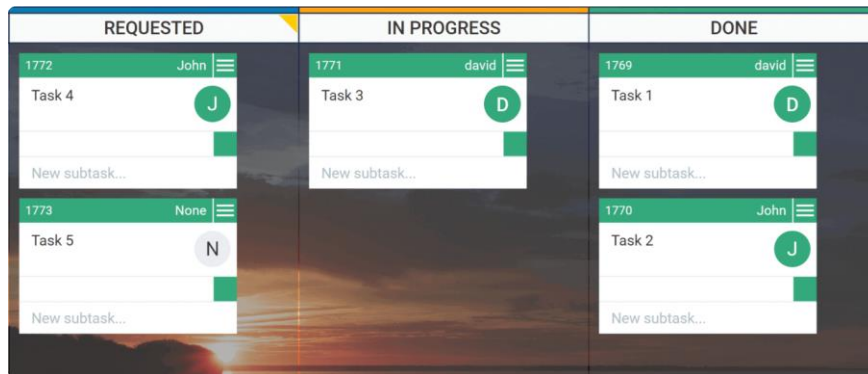 REQUESTED
1772 John
Task 4
J
New subtask...
1773 None
Task 5
N
New subtask...
IN PROGRESS
1771 david
Task 3
D
New subtask...
DONE
1769 david
Task 1
D
New subtask...
1770 John
Task 2
J
New subtask...